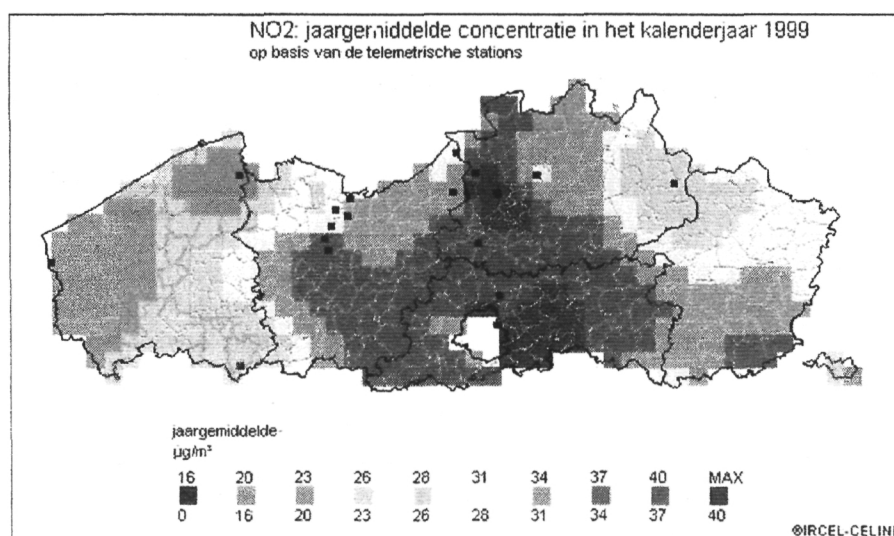 NO2: jaargemiddelde concentratie in het kalenderjaar 1999
op basis van de telemetrische stations
jaargemiddelde-
µg/m³
16 20 23 26 28 31 34 37 40 MAX
0 16 20 23 26 28 31 34 37 40
©IRCEL-CELINE